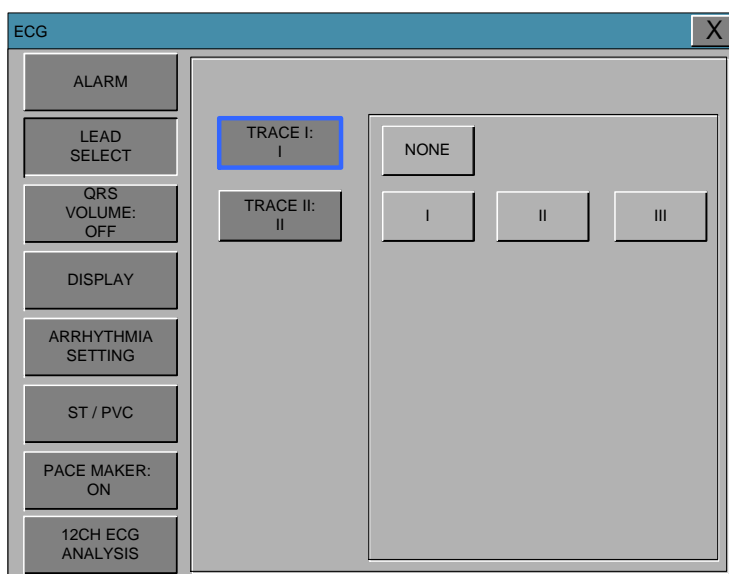 ECG
X
ALARM
LEAD
SELECT
QRS
VOLUME:
OFF
DISPLAY
ARRHYTHMIA
SETTING
ST / PVC
PACE MAKER:
ON
12CH ECG
ANALYSIS
TRACE I:
I
TRACE II:
II
NONE
I II III